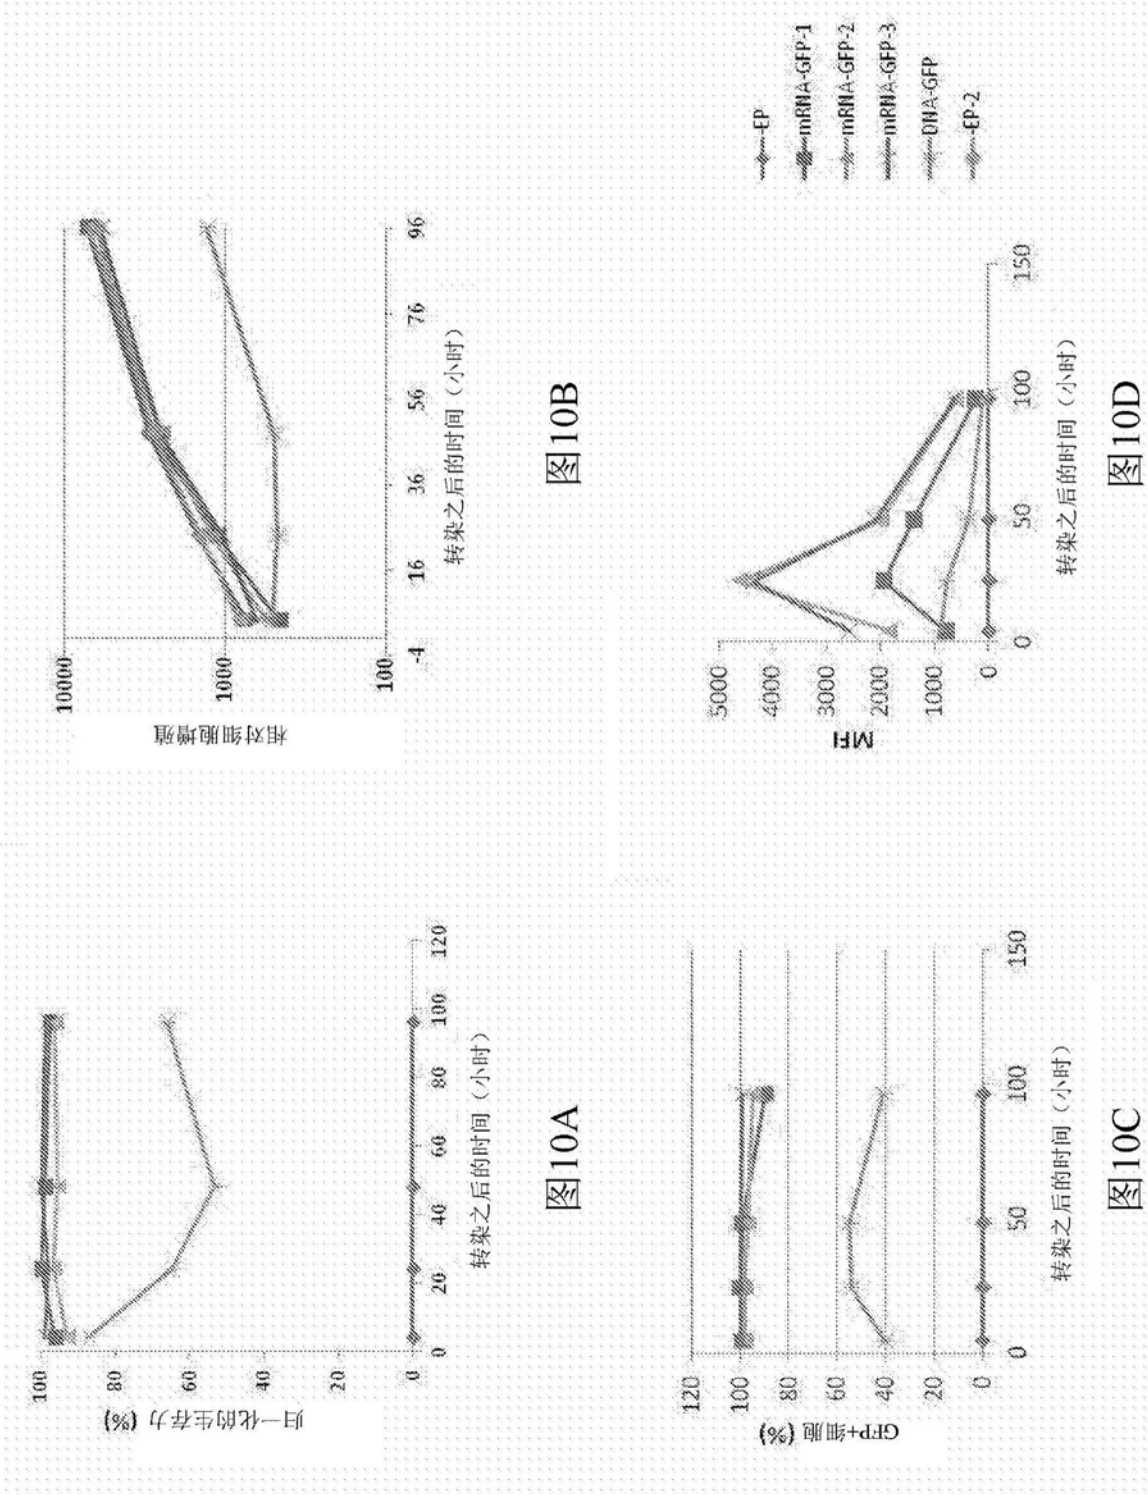 归一化的生存力 (%)
100
80
60
40
20
0
0 20 40 60 80 100 120
转染之后的时间（小时）
图10A
相对细胞增殖
10000
1000
100
-4 16 36 56 76 96
转染之后的时间（小时）
图10B
GFP+细胞 (%)
120
100
80
60
40
20
0
0 50 100 150
转染之后的时间（小时）
图10C
MFI
5000
4000
3000
2000
1000
0
0 50 100 150
转染之后的时间（小时）
图10D
EP
mRNA-GFP-1
mRNA-GFP-2
mRNA-GFP-3
DNA-GFP
EP-2